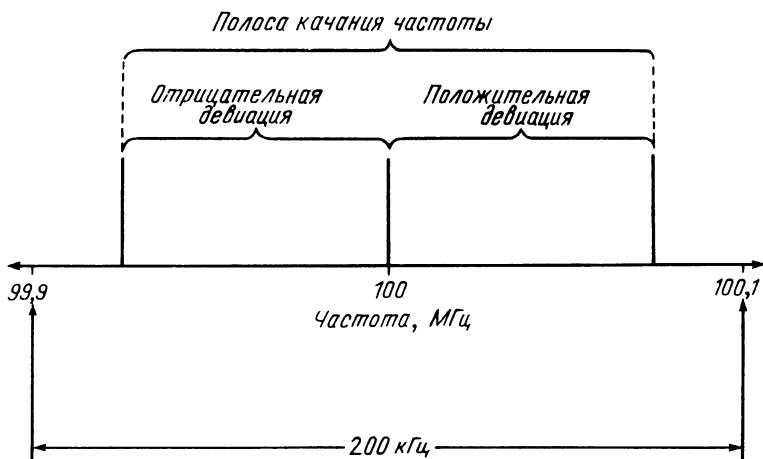 Полоса качания частоты
Отрицательная
девиация
Положительная
девиация
99,9
100
100,1
Частота, МГц
200 кГц